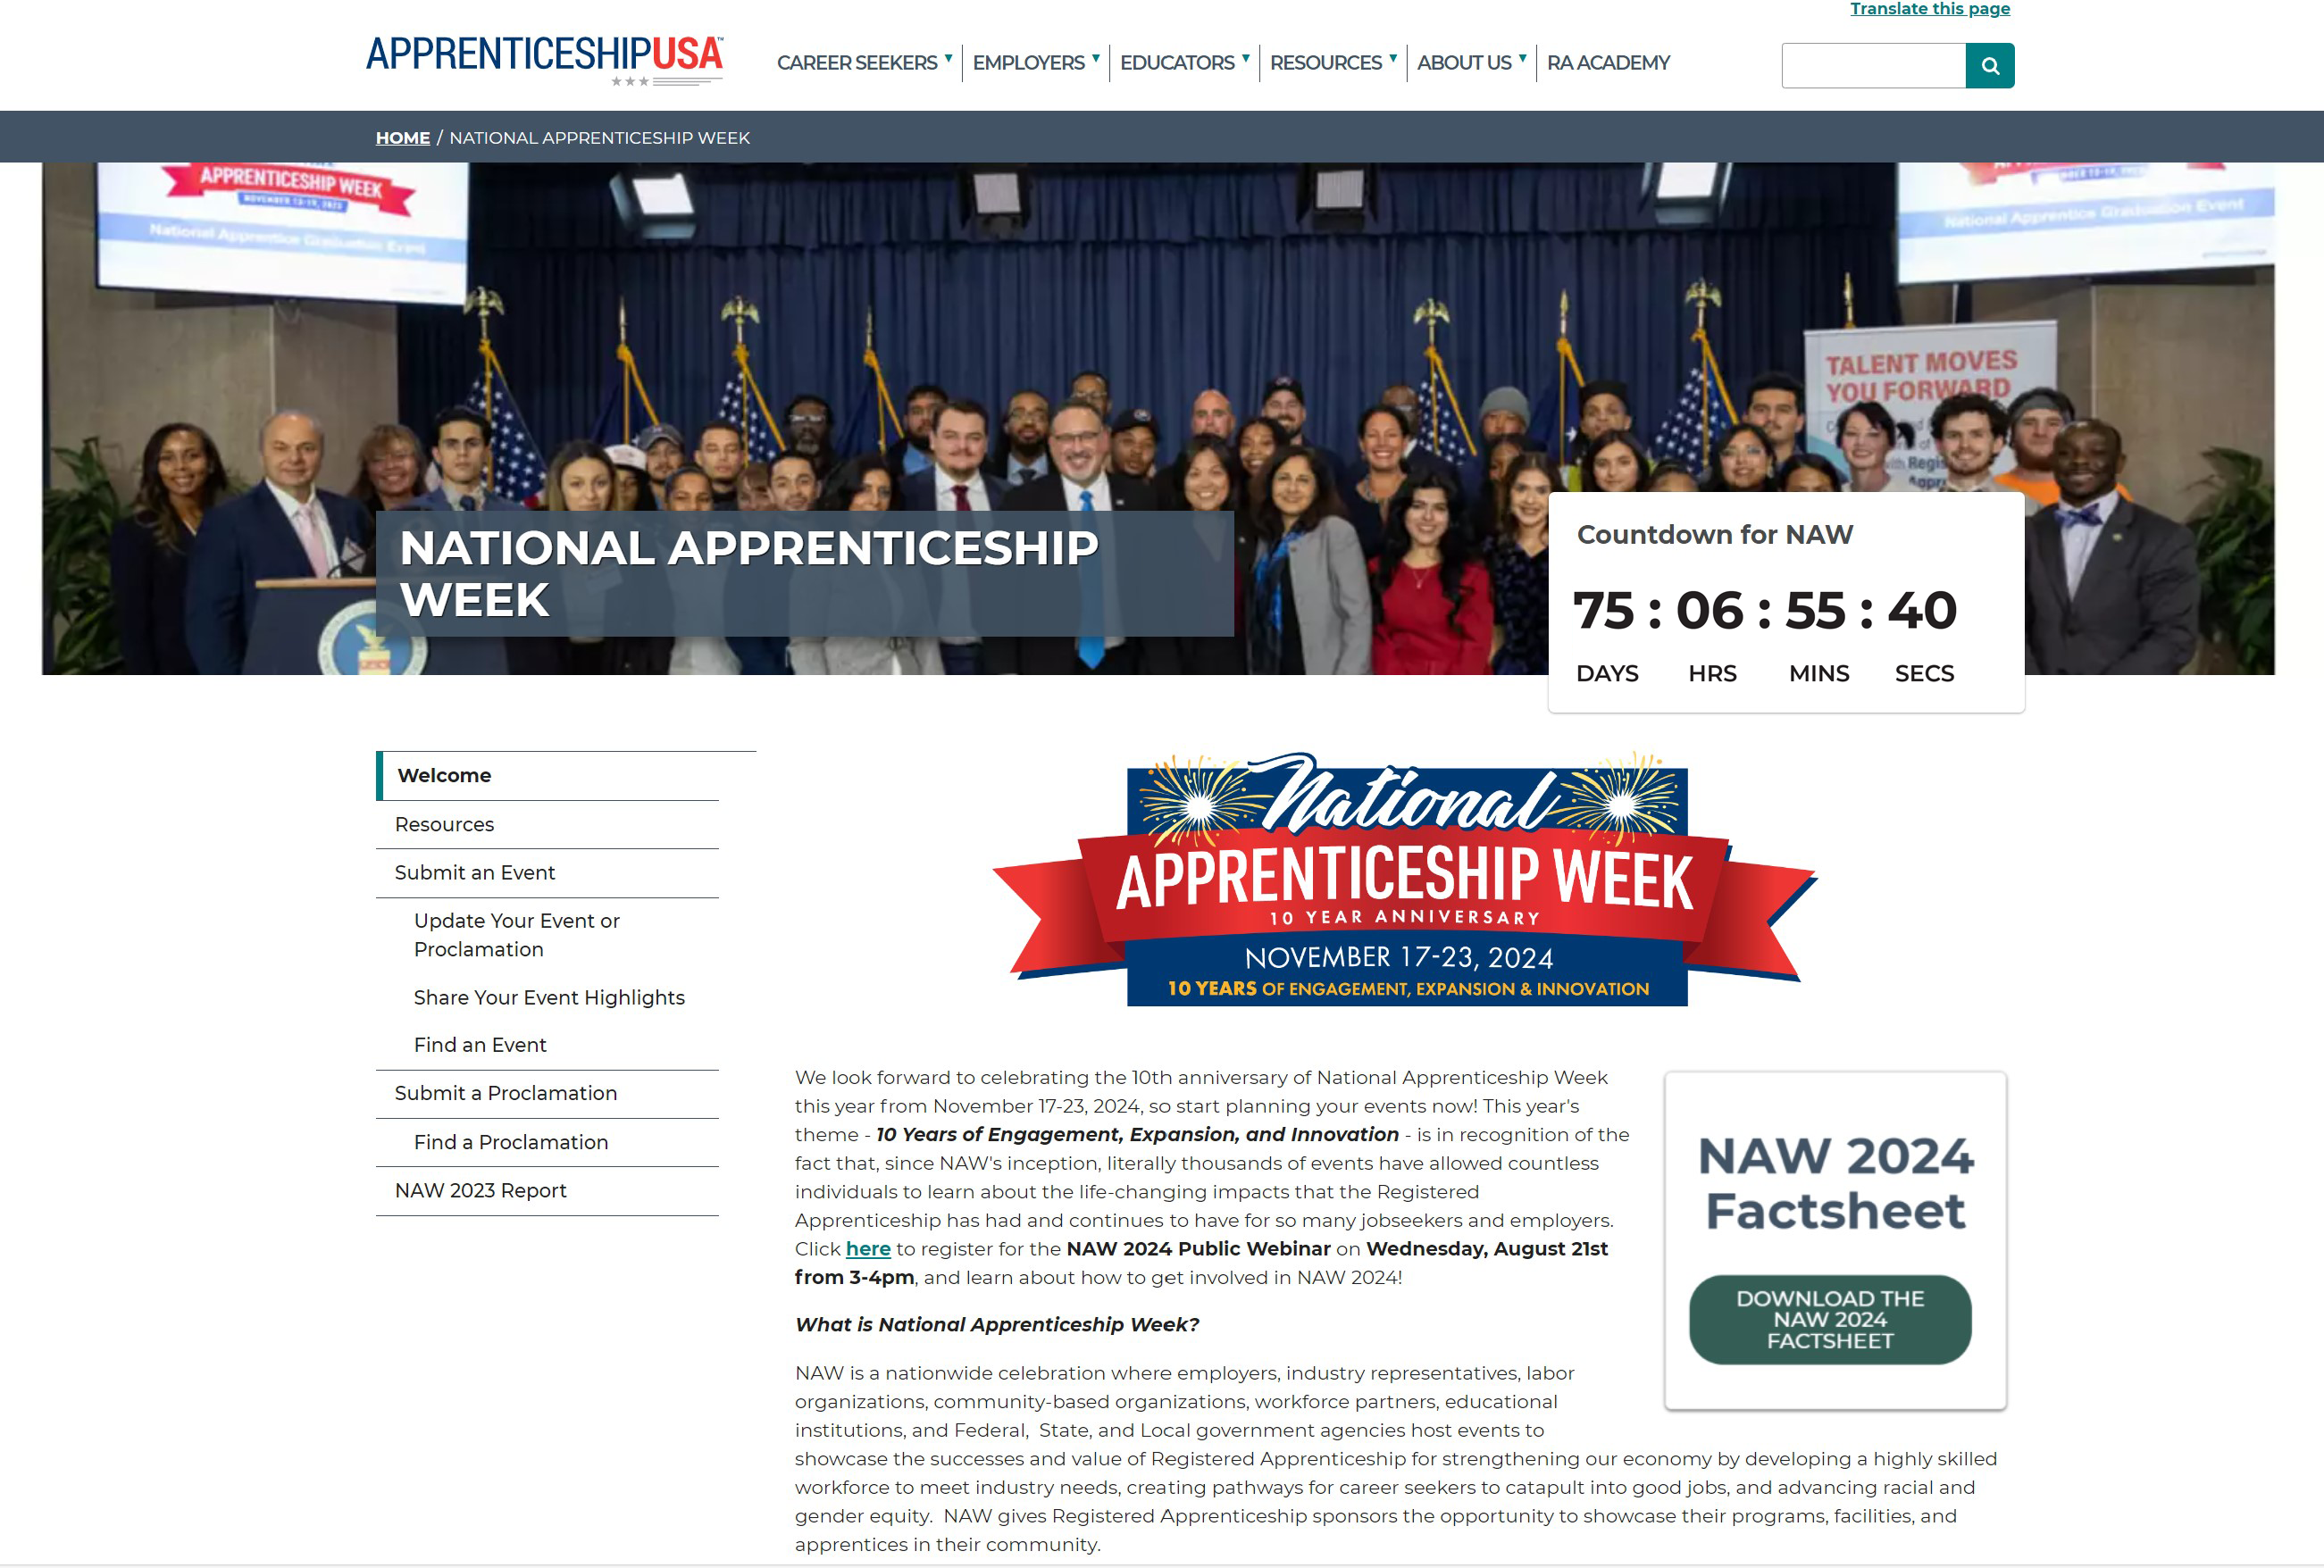 Translate this page
APPRENTICESHIPUSA™
CAREER SEEKERS
EMPLOYERS
EDUCATORS
RESOURCES
ABOUT US
RA ACADEMY
HOME / NATIONAL APPRENTICESHIP WEEK
APPRENTICESHIP WEEK
NOVEMBER 13-19, 2023
National Apprentice Graduation Event
National Apprentice Graduation Event
TALENT MOVES
YOU FORWARD
NATIONAL APPRENTICESHIP
WEEK
Countdown for NAW
75 : 06 : 55 : 40
DAYS HRS MINS SECS
Welcome
Resources
Submit an Event
Update Your Event or
Proclamation
Share Your Event Highlights
Find an Event
Submit a Proclamation
Find a Proclamation
NAW 2023 Report
National
APPRENTICESHIP WEEK
10 YEAR ANNIVERSARY
NOVEMBER 17-23, 2024
10 YEARS OF ENGAGEMENT, EXPANSION & INNOVATION
We look forward to celebrating the 10th anniversary of National Apprenticeship Week
this year from November 17-23, 2024, so start planning your events now! This year's
theme - 10 Years of Engagement, Expansion, and Innovation - is in recognition of the
fact that, since NAW's inception, literally thousands of events have allowed countless
individuals to learn about the life-changing impacts that the Registered
Apprenticeship has had and continues to have for so many jobseekers and employers.
Click here to register for the NAW 2024 Public Webinar on Wednesday, August 21st
from 3-4pm, and learn about how to get involved in NAW 2024!
What is National Apprenticeship Week?
NAW is a nationwide celebration where employers, industry representatives, labor
organizations, community-based organizations, workforce partners, educational
institutions, and Federal, State, and Local government agencies host events to
showcase the successes and value of Registered Apprenticeship for strengthening our economy by developing a highly skilled
workforce to meet industry needs, creating pathways for career seekers to catapult into good jobs, and advancing racial and
gender equity. NAW gives Registered Apprenticeship sponsors the opportunity to showcase their programs, facilities, and
apprentices in their community.
NAW 2024
Factsheet
DOWNLOAD THE
NAW 2024
FACTSHEET